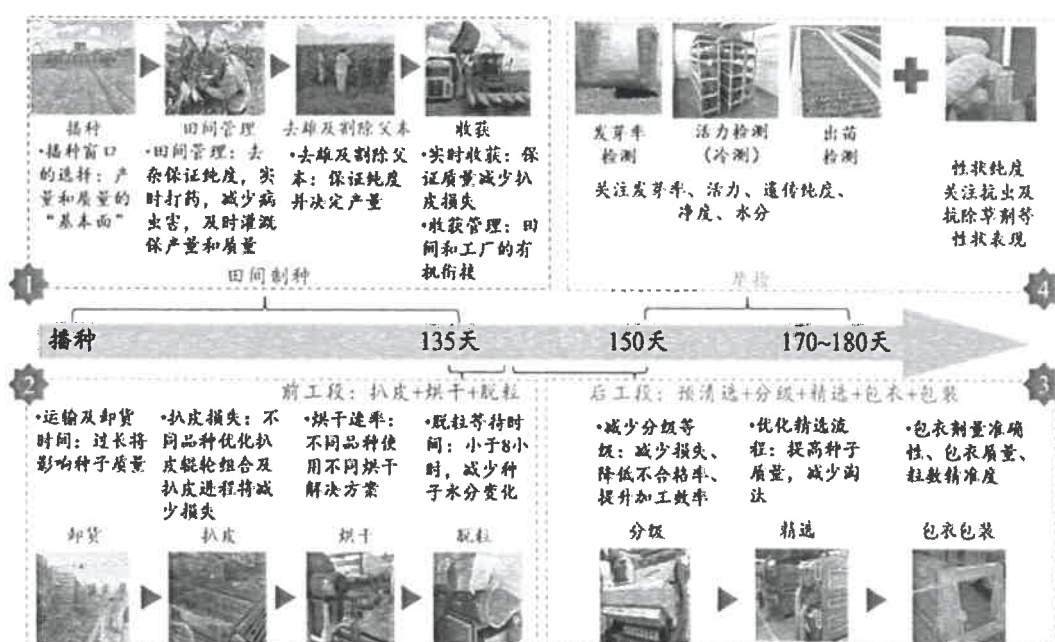 播种
•播种窗口
的选择：产
量和质量的
“基本面”
田间管理
•田间管理：去
杂保证纯度，实
时打药，减少病
虫害，及时灌溉
保产量和质量
去雄及割除父本
•去雄及割除父
本：保证纯度
并决定产量
收获
•实时收获：保
证质量减少扒
皮损失
•收获管理：田
间和工厂的有
机衔接
1
田间制种
发芽率
检测
活力检测
（冷测）
出苗
检测
关注发芽率、活力、遗传纯度、
净度、水分
性状纯度
关注抗虫及
抗除草剂等
性状表现
4
播种
135天
150天
170~180天
2
前工段：扒皮+烘干+脱粒
•运输及卸货
时间：过长将
影响种子质量
•扒皮损失：不
同品种优化扒
皮辊轮组合及
扒皮进程将减
少损失
•烘干速率：
不同品种使
用不同烘干
解决方案
•脱粒等待时
间：小于8小
时，减少种
子水分变化
卸货
扒皮
烘干
脱粒
3
后工段：预清选+分级+精选+包衣+包装
•减少分级等
级：减少损失、
降低不合格率、
提升加工效率
•优化精选流
程：提高种子
质量，减少淘
汰
•包衣剂量准确
性、包衣质量、
粒数精准度
分级
精选
包衣包装